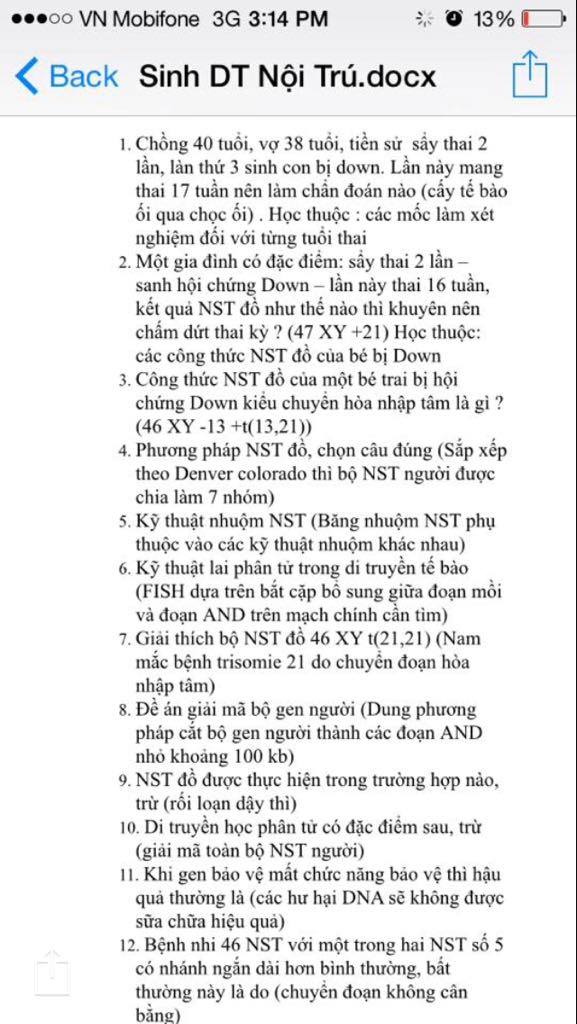 VN Mobifone 3G 3:14 PM 13%
Back Sinh DT Nội Trú.docx
1. Chồng 40 tuổi, vợ 38 tuổi, tiền sử sẩy thai 2
lần, làn thứ 3 sinh con bị down. Lần này mang
thai 17 tuần nên làm chẩn đoán nào (cấy tế bào
ối qua chọc ối) . Học thuộc : các mốc làm xét
nghiệm đối với từng tuổi thai
2. Một gia đình có đặc điểm: sẩy thai 2 lần –
sanh hội chứng Down – lần này thai 16 tuần,
kết quả NST đồ như thế nào thì khuyên nên
chấm dứt thai kỳ ? (47 XY +21) Học thuộc:
các công thức NST đồ của bé bị Down
3. Công thức NST đồ của một bé trai bị hội
chứng Down kiểu chuyển hòa nhập tâm là gì ?
(46 XY -13 +t(13,21))
4. Phương pháp NST đồ, chọn câu đúng (Sắp xếp
theo Denver colorado thì bộ NST người được
chia làm 7 nhóm)
5. Kỹ thuật nhuộm NST (Băng nhuộm NST phụ
thuộc vào các kỹ thuật nhuộm khác nhau)
6. Kỹ thuật lai phân tử trong di truyền tế bào
(FISH dựa trên bắt cặp bổ sung giữa đoạn mồi
và đoạn AND trên mạch chính cần tìm)
7. Giải thích bộ NST đồ 46 XY t(21,21) (Nam
mắc bệnh trisomie 21 do chuyển đoạn hòa
nhập tâm)
8. Đề án giải mã bộ gen người (Dung phương
pháp cắt bộ gen người thành các đoạn AND
nhỏ khoảng 100 kb)
9. NST đồ được thực hiện trong trường hợp nào,
trừ (rối loạn dậy thì)
10. Di truyền học phân tử có đặc điểm sau, trừ
(giải mã toàn bộ NST người)
11. Khi gen bảo vệ mất chức năng bảo vệ thì hậu
quả thường là (các hư hại DNA sẽ không được
sữa chữa hiệu quả)
12. Bệnh nhi 46 NST với một trong hai NST số 5
có nhánh ngắn dài hơn bình thường, bất
thường này là do (chuyển đoạn không cân
bằng)